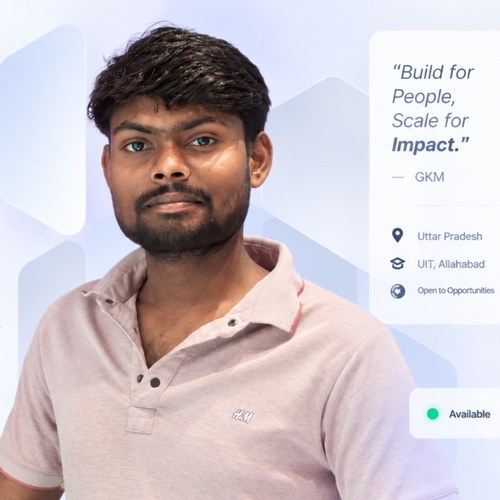 “Build for
People,
Scale for
Impact.”
— GKM
Uttar Pradesh
UIT, Allahabad
Open to Opportunities
H&M
Available